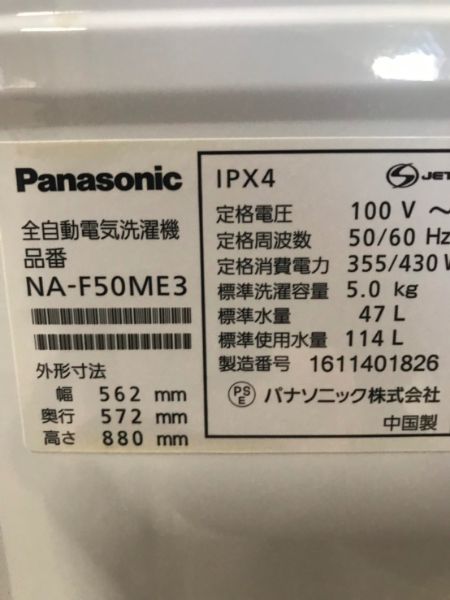 Panasonic
全自動電気洗濯機
品番
NA-F50ME3
外形寸法
幅 562 mm
奥行 572 mm
高さ 880 mm
IPX4
JET
定格電圧 100 V ～
定格周波数 50/60 Hz
定格消費電力 355/430 W
標準洗濯容量 5.0 kg
標準水量 47 L
標準使用水量 114 L
製造番号 1611401826
PS
E
パナソニック株式会社
中国製